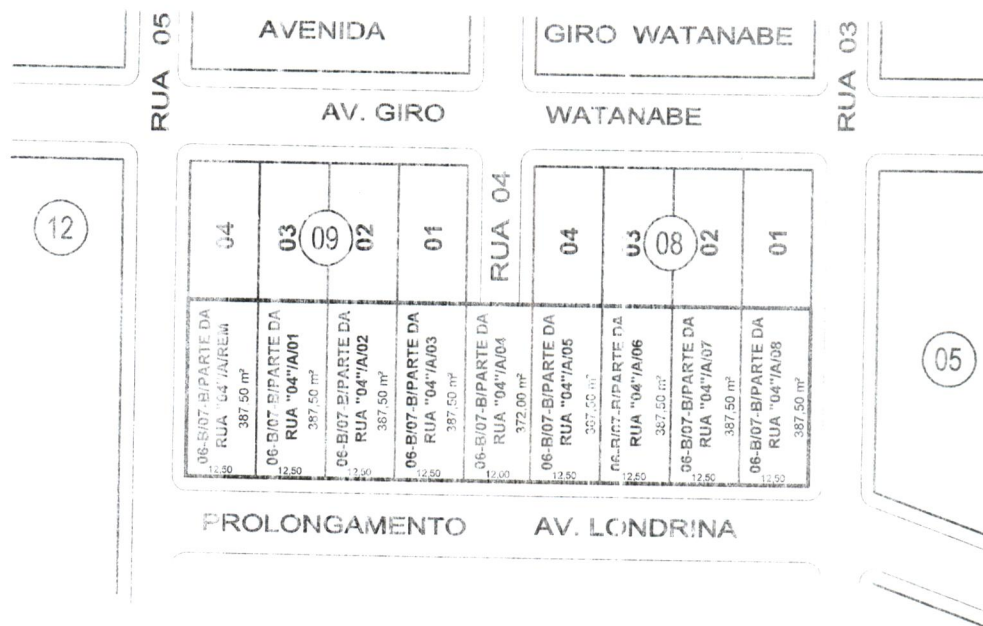 RUA 05
AVENIDA
GIRO WATANABE
RUA 03
AV. GIRO
WATANABE
12
04
03
09
02
01
RUA 04
04
03
08
02
01
05
06-B/07-B/PARTE DA
RUA "04"/A/REM
387,50 m²
12,50
06-B/07-B/PARTE DA
RUA "04"/A/01
387,50 m²
12,50
06-B/07-B/PARTE DA
RUA "04"/A/02
387,50 m²
12,50
06-B/07-B/PARTE DA
RUA "04"/A/03
387,50 m²
12,50
06-B/07-B/PARTE DA
RUA "04"/A/04
372,00 m²
12,00
06-B/07-B/PARTE DA
RUA "04"/A/05
387,50 m²
12,50
06-B/07-B/PARTE DA
RUA "04"/A/06
387,50 m²
12,50
06-B/07-B/PARTE DA
RUA "04"/A/07
387,50 m²
12,50
06-B/07-B/PARTE DA
RUA "04"/A/08
387,50 m²
12,50
PROLONGAMENTO
AV. LONDRINA